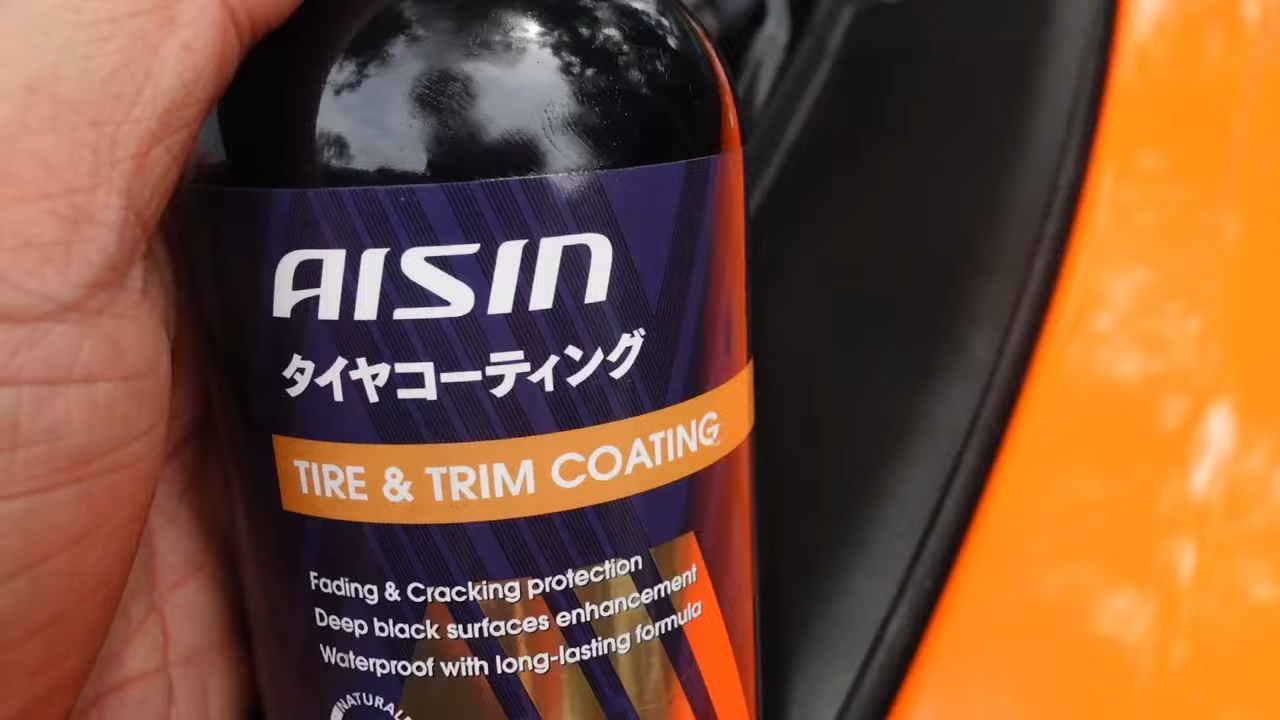 AISIN
タイヤコーティング
TIRE & TRIM COATING
Fading & Cracking protection
Deep black surfaces enhancement
Waterproof with long-lasting formula